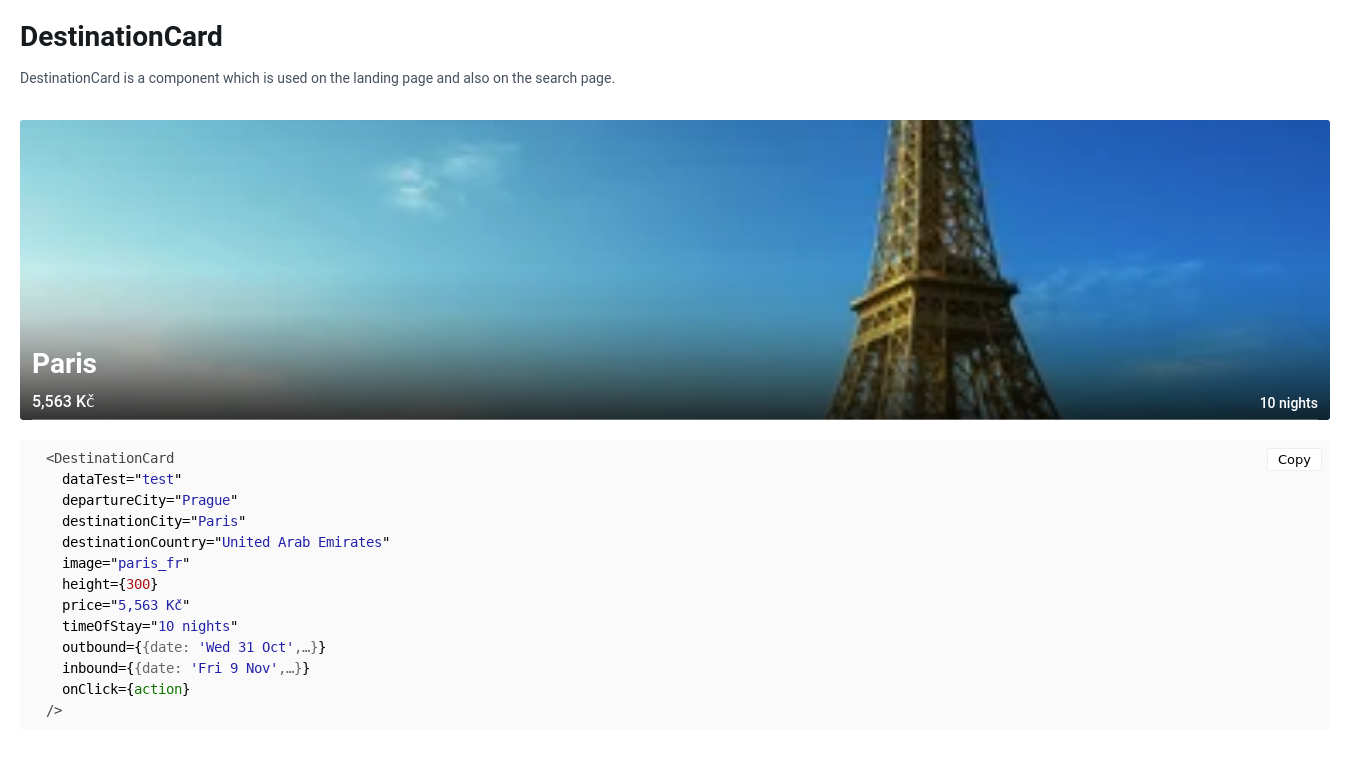 DestinationCard
DestinationCard is a component which is used on the landing page and also on the search page.
Paris
5,563 Kč
10 nights
Copy
<DestinationCard
dataTest="test"
departureCity="Prague"
destinationCity="Paris"
destinationCountry="United Arab Emirates"
image="paris_fr"
height={300}
price="5,563 Kč"
timeOfStay="10 nights"
outbound={{date: 'Wed 31 Oct',…}}
inbound={{date: 'Fri 9 Nov',…}}
onClick={action}
/>